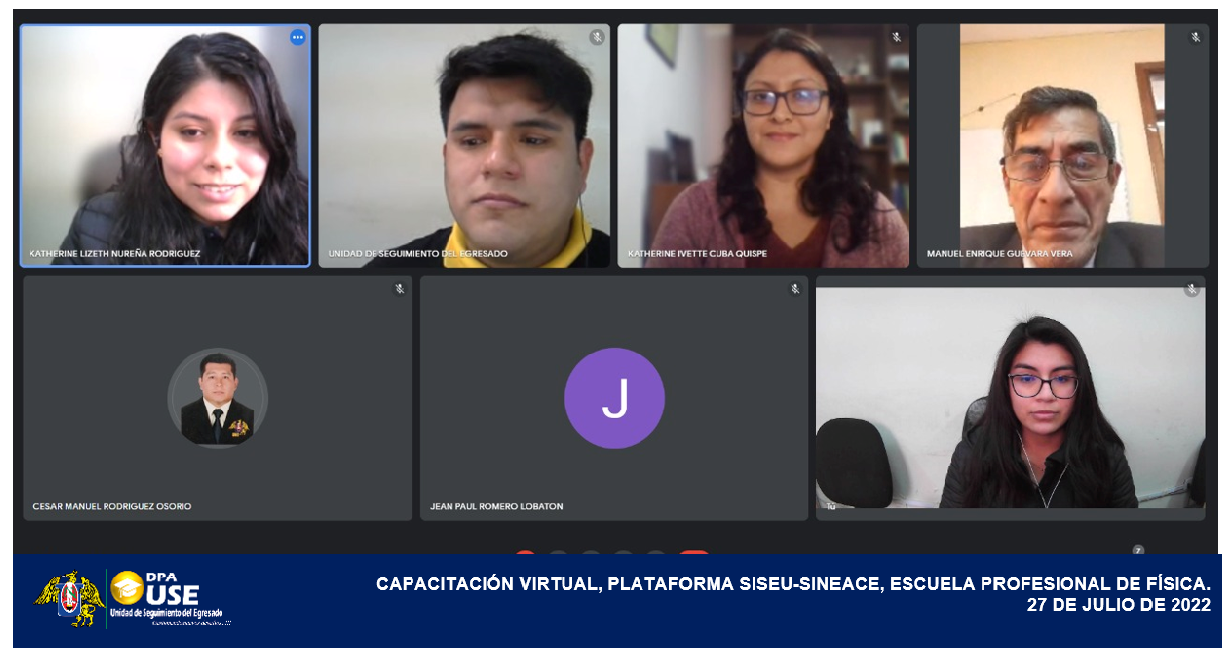 KATHERINE LIZETH NUREÑA RODRIGUEZ
UNIDAD DE SEGUIMIENTO DEL EGRESADO
KATHERINE IVETTE CUBA QUISPE
MANUEL ENRIQUE GUEVARA VERA
J
CESAR MANUEL RODRIGUEZ OSORIO
JEAN PAUL ROMERO LOBATON
Tú
7
DPA
USE
Unidad de Seguimiento del Egresado
CAPACITACIÓN VIRTUAL, PLATAFORMA SISEU-SINEACE, ESCUELA PROFESIONAL DE FÍSICA.
27 DE JULIO DE 2022